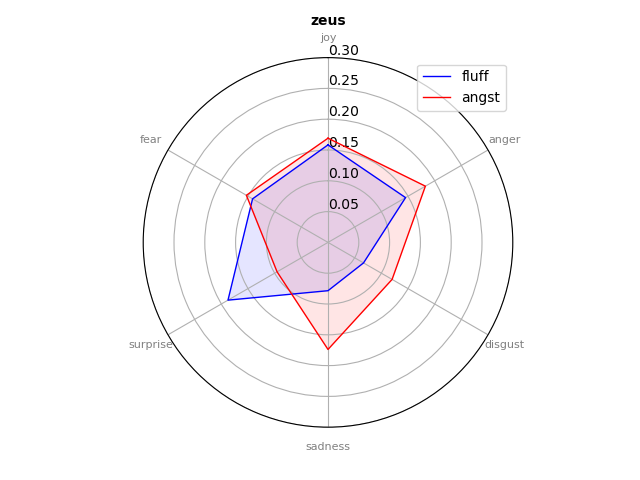 zeus
joy
0.30
fluff
angst
0.25
0.20
fear
anger
0.15
0.10
0.05
surprise
disgust
sadness